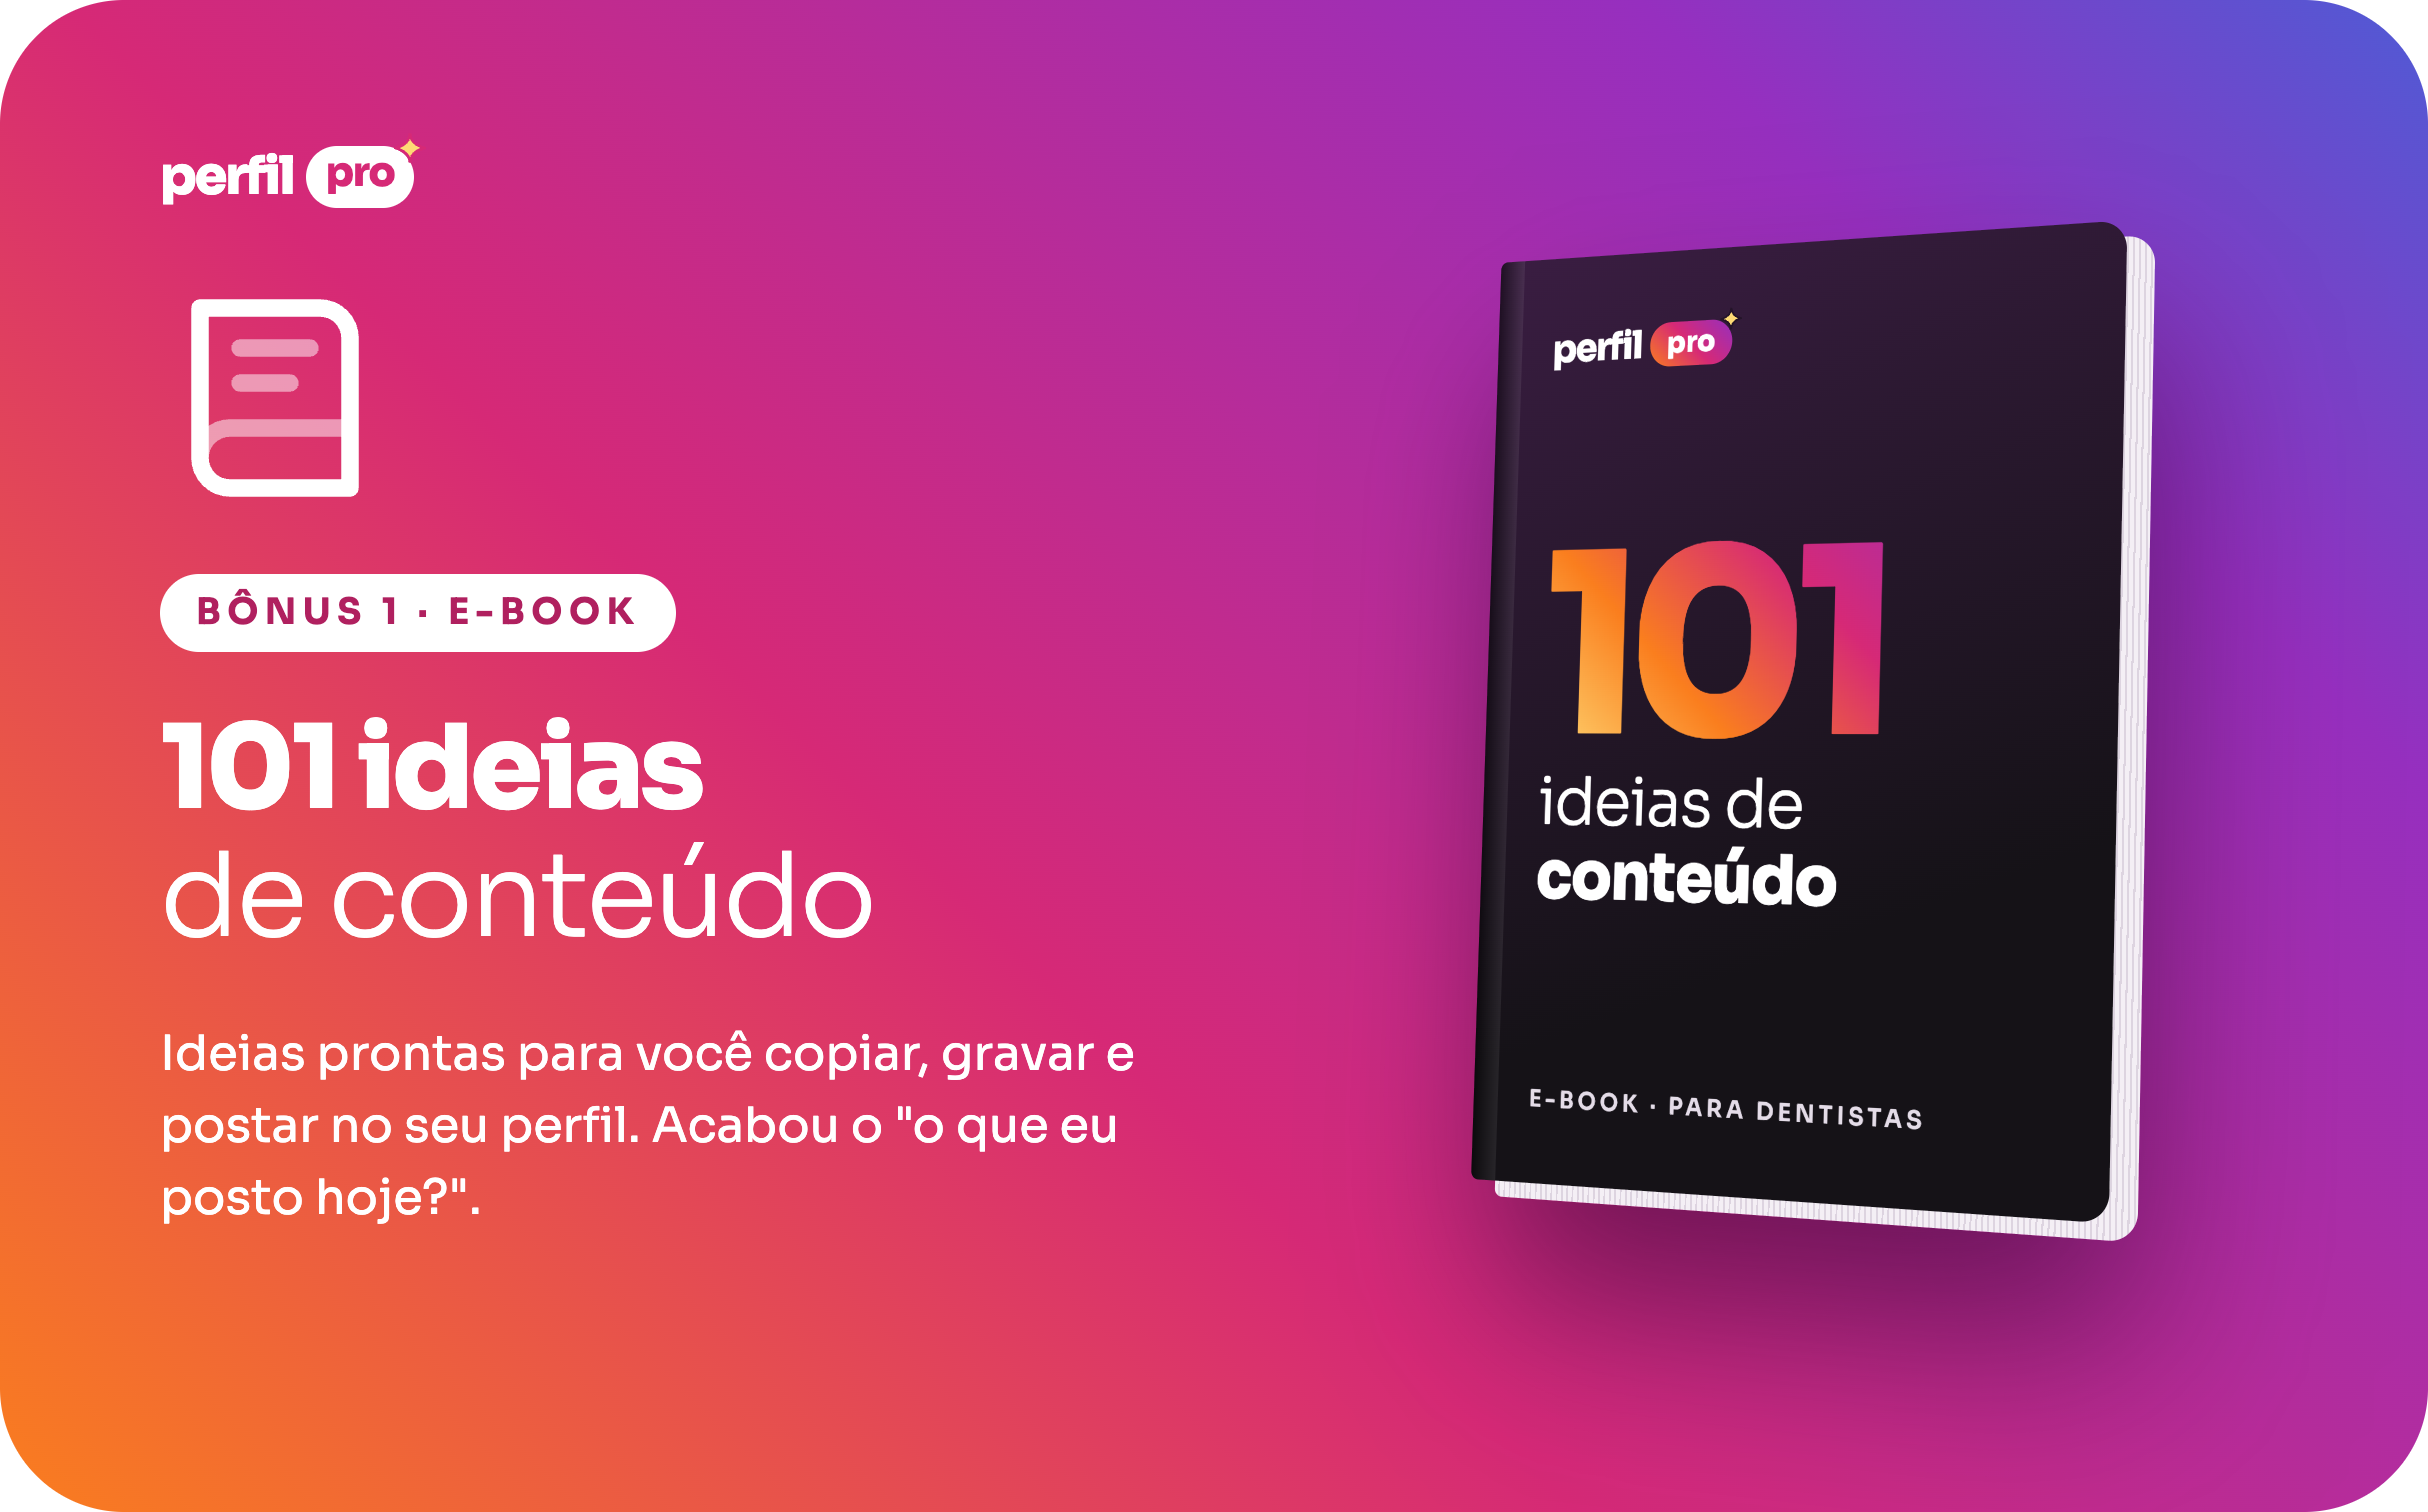 perfil pro
BÔNUS 1 · E-BOOK
101 ideias
de conteúdo
Ideias prontas para você copiar, gravar e
postar no seu perfil. Acabou o "o que eu
posto hoje?".
perfil pro
101
ideias de
conteúdo
E-BOOK · PARA DENTISTAS